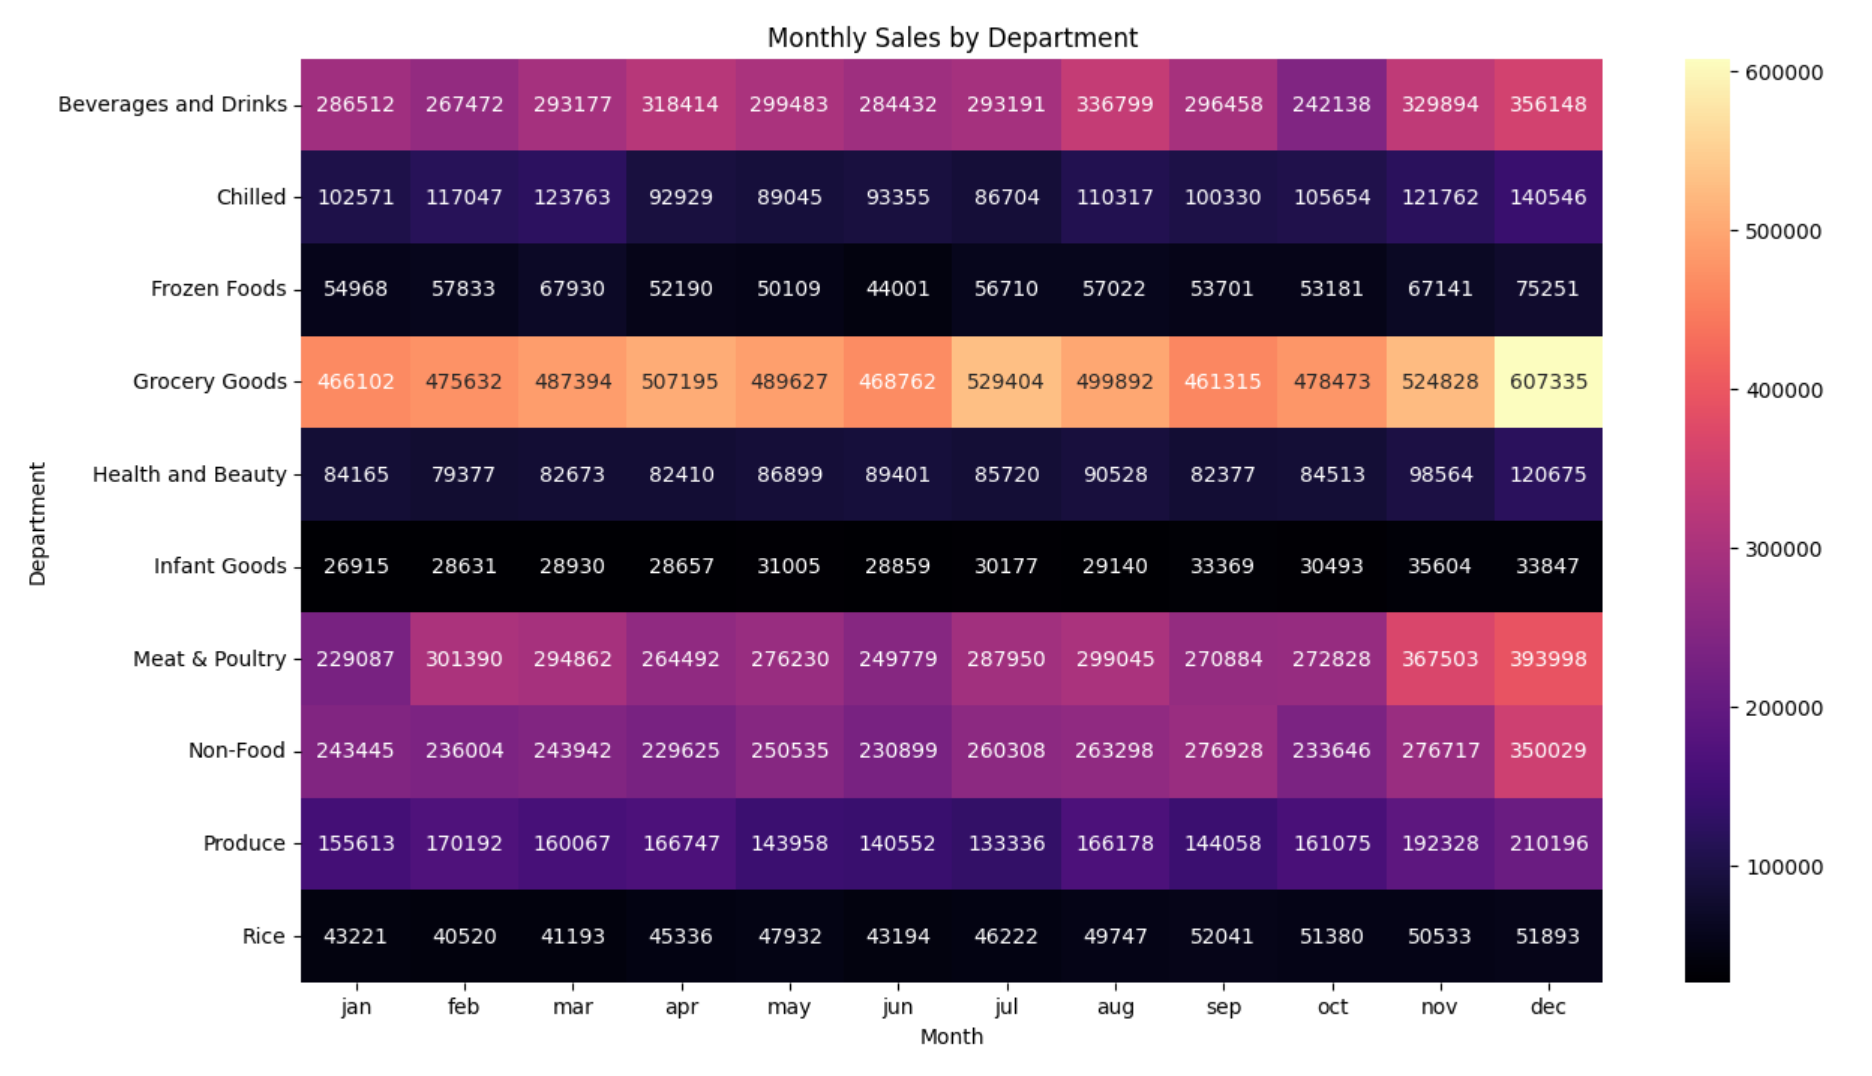 Monthly Sales by Department
Beverages and Drinks 286512 267472 293177 318414 299483 284432 293191 336799 296458 242138 329894 356148
Chilled 102571 117047 123763 92929 89045 93355 86704 110317 100330 105654 121762 140546
Frozen Foods 54968 57833 67930 52190 50109 44001 56710 57022 53701 53181 67141 75251
Grocery Goods 466102 475632 487394 507195 489627 468762 529404 499892 461315 478473 524828 607335
Health and Beauty 84165 79377 82673 82410 86899 89401 85720 90528 82377 84513 98564 120675
Infant Goods 26915 28631 28930 28657 31005 28859 30177 29140 33369 30493 35604 33847
Meat & Poultry 229087 301390 294862 264492 276230 249779 287950 299045 270884 272828 367503 393998
Non-Food 243445 236004 243942 229625 250535 230899 260308 263298 276928 233646 276717 350029
Produce 155613 170192 160067 166747 143958 140552 133336 166178 144058 161075 192328 210196
Rice 43221 40520 41193 45336 47932 43194 46222 49747 52041 51380 50533 51893
jan feb mar apr may jun jul aug sep oct nov dec
Month
Department
600000
500000
400000
300000
200000
100000